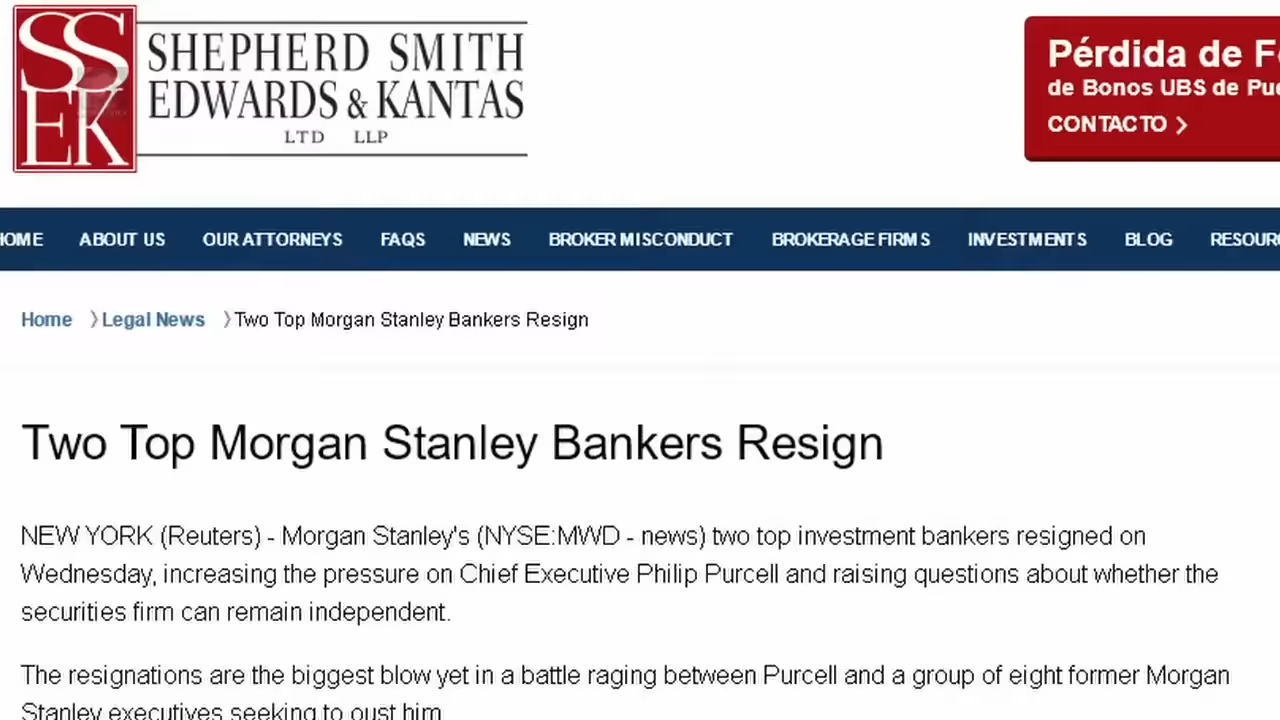 SS
EK
SHEPHERD SMITH
EDWARDS & KANTAS
LTD LLP
Pérdida de
de Bonos UBS de
CONTACTO
HOME ABOUT US OUR ATTORNEYS FAQS NEWS BROKER MISCONDUCT BROKERAGE FIRMS INVESTMENTS BLOG
Home Legal News Two Top Morgan Stanley Bankers Resign
Two Top Morgan Stanley Bankers Resign
NEW YORK (Reuters) - Morgan Stanley's (NYSE:MWD - news) two top investment bankers resigned on
Wednesday, increasing the pressure on Chief Executive Philip Purcell and raising questions about whether the
securities firm can remain independent.
The resignations are the biggest blow yet in a battle raging between Purcell and a group of eight former Morgan
Stanley executives seeking to oust him.